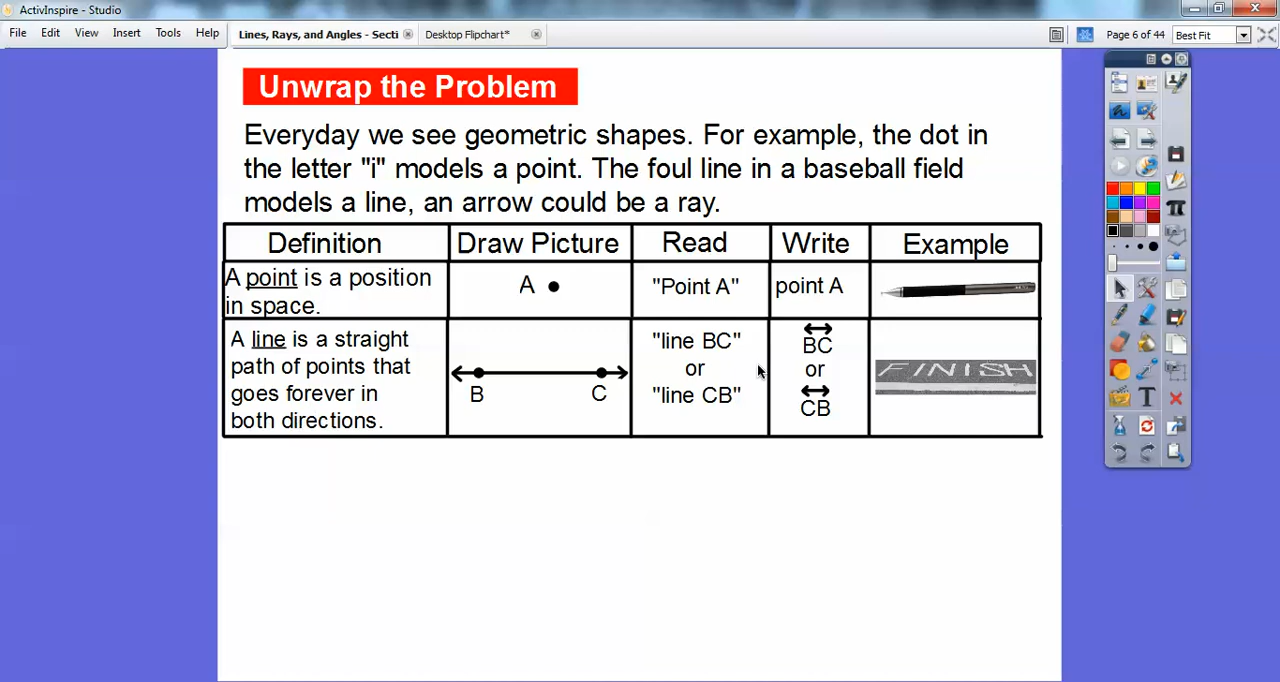 ActivInspire - Studio
File Edit View Insert Tools Help
Lines, Rays, and Angles - Secti
Desktop Flipchart*
Page 6 of 44
Best Fit
Unwrap the Problem
Everyday we see geometric shapes. For example, the dot in
the letter "i" models a point. The foul line in a baseball field
models a line, an arrow could be a ray.
Definition Draw Picture Read Write Example
A point is a position
in space.
A
"Point A"
point A
A line is a straight
path of points that
goes forever in
both directions.
B C
"line BC"
or
"line CB"
BC
or
CB
FINISH